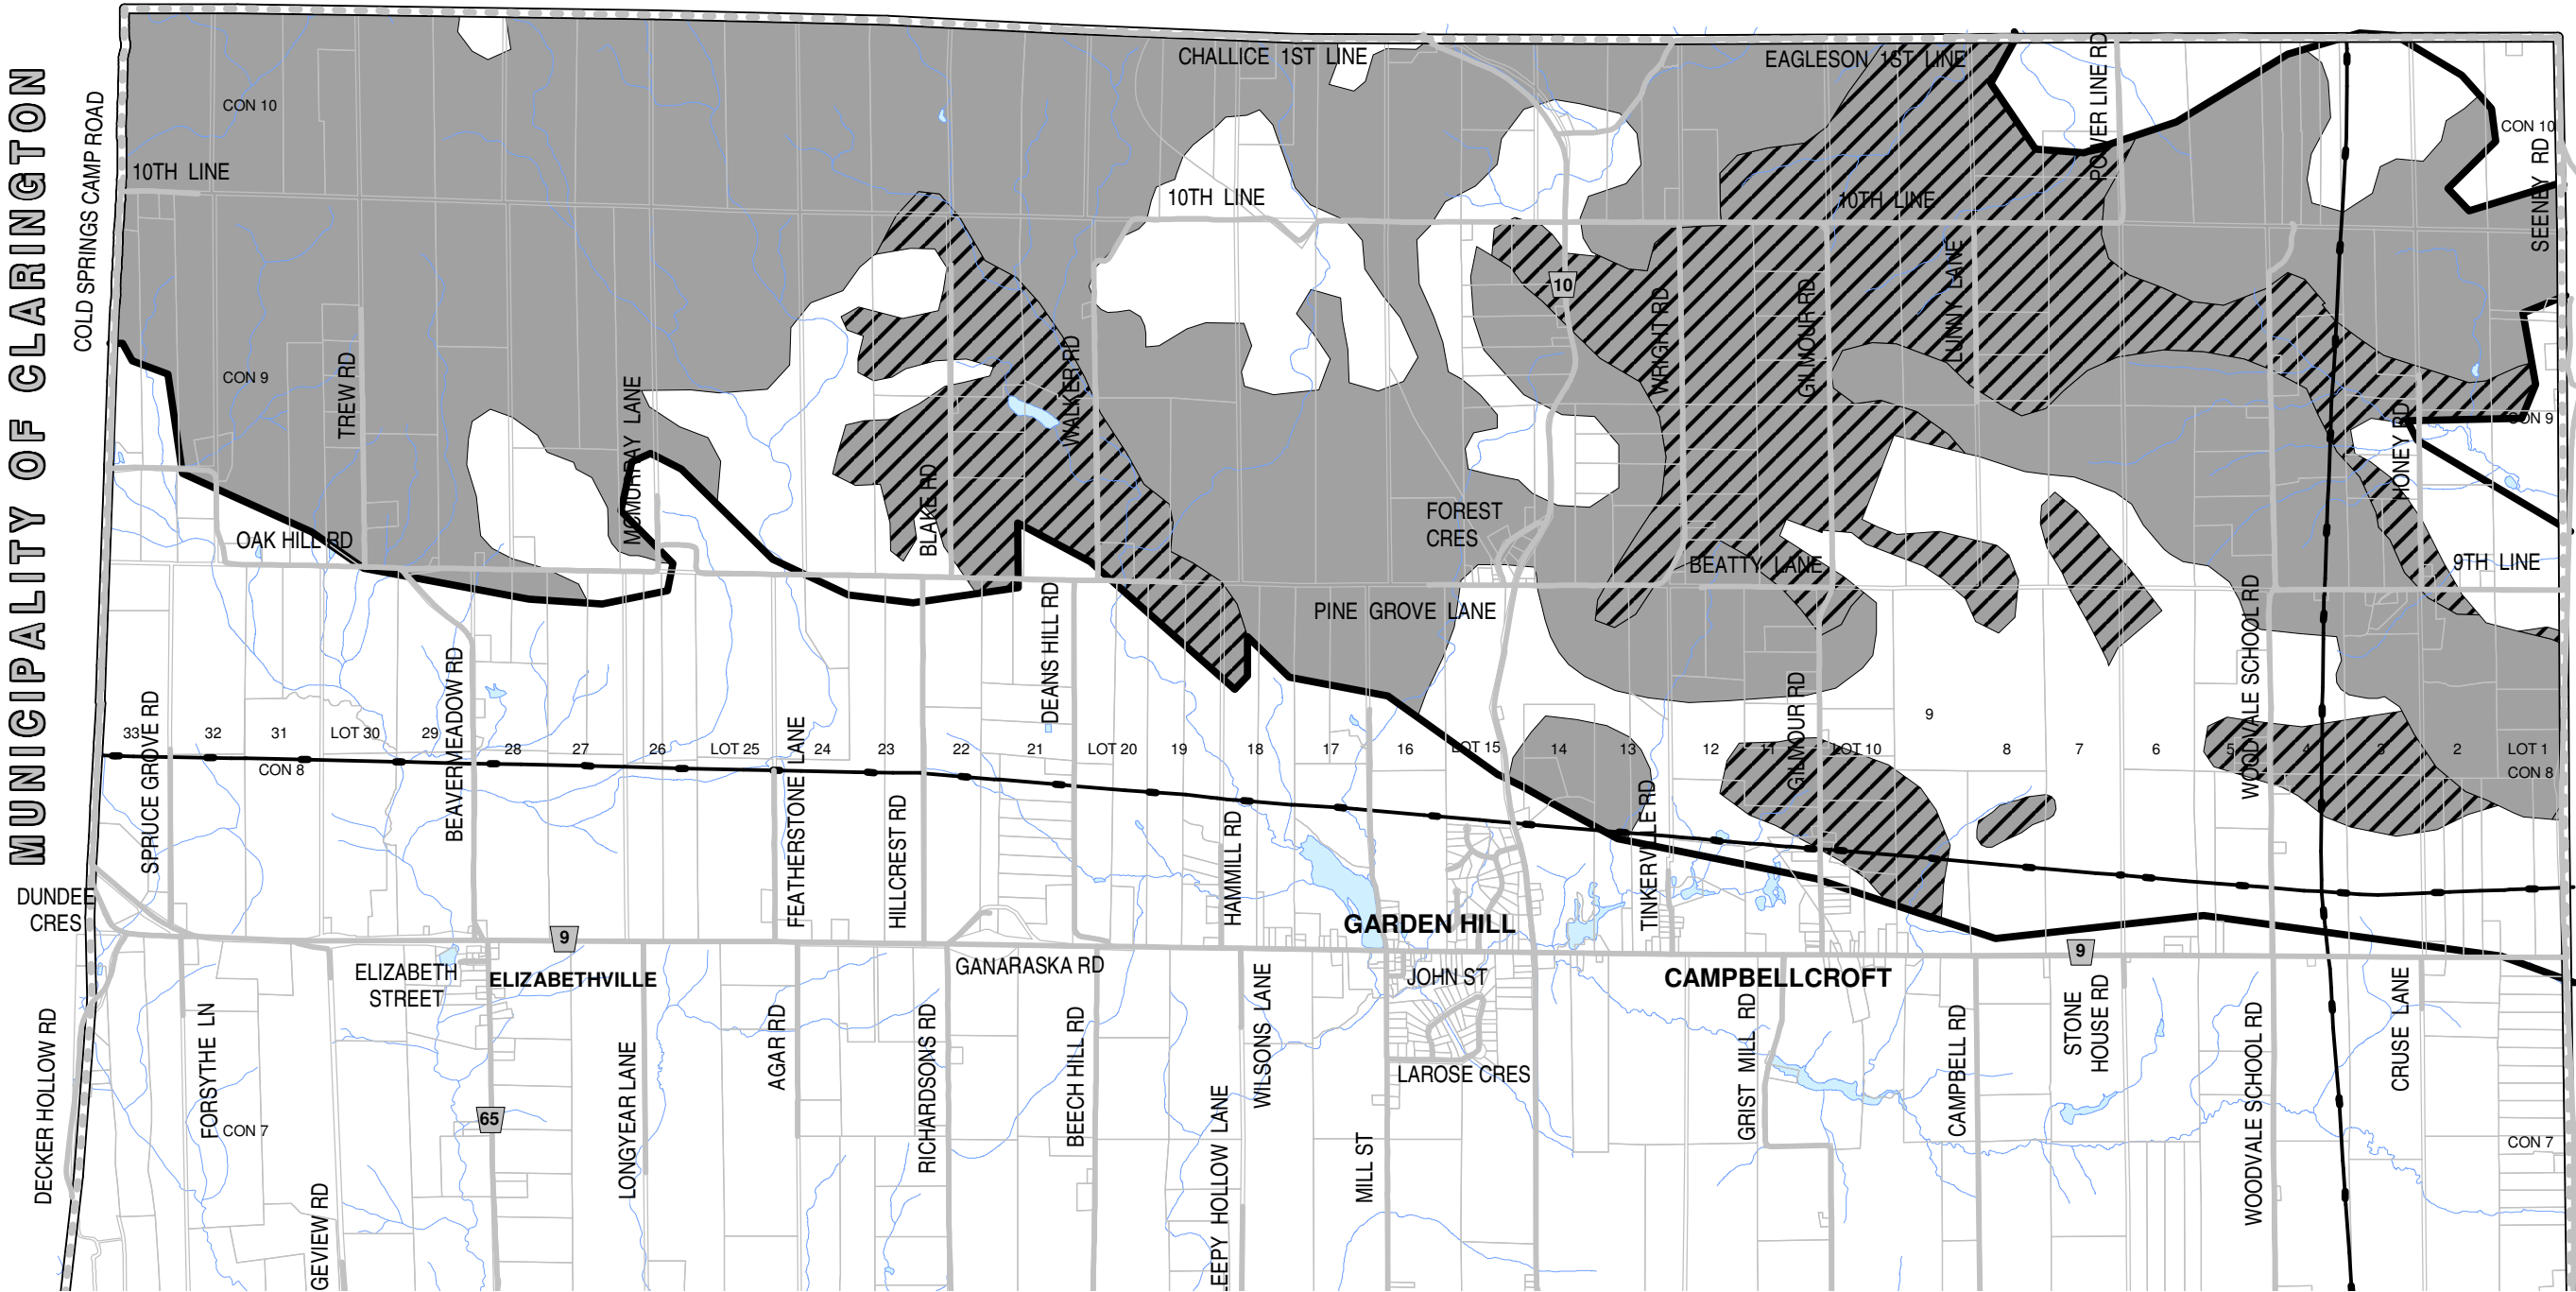 MUNICIPALITY OF CLARINGTON
COLD SPRINGS CAMP ROAD
CHALLICE 1ST LINE
EAGLESON 1ST LINE
POWER LINE RD
CON 10
CON 10
SEENEY RD
10TH LINE
10TH LINE
10TH LINE
LUNNY LANE
10
WRIGHT RD
GILMOUR RD
WALKER RD
TREW RD
MCMURRAY LANE
CON 9
CON 9
HONEY RD
BLAKE RD
FOREST
CRES
OAK HILL RD
BEATTY LANE
9TH LINE
PINE GROVE LANE
DEANS HILL RD
WOODVALE SCHOOL RD
BEAVERMEADOW RD
SPRUCE GROVE RD
GILMOUR RD
9
33
32
31
LOT 30
29
28
27
26
LOT 25
24
23
22
21
LOT 20
19
18
17
16
LOT 15
14
13
12
11
LOT 10
8
7
6
5
4
3
2
LOT 1
CON 8
CON 8
FEATHERSTONE LANE
HILLCREST RD
HAMMILL RD
TINKERVILLE RD
DUNDEE
CRES
GARDEN HILL
9
9
ELIZABETH
STREET
ELIZABETHVILLE
GANARASKA RD
JOHN ST
CAMPBELLCROFT
DECKER HOLLOW RD
FORSYTHE LN
LONGYEAR LANE
AGAR RD
RICHARDSONS RD
BEECH HILL RD
WILSONS LANE
LAROSE CRES
GRIST MILL RD
CAMPBELL RD
STONE
HOUSE RD
WOODVALE SCHOOL RD
CRUSE LANE
65
CON 7
CON 7
MILL ST
GEVIEW RD
LEEPY HOLLOW LANE